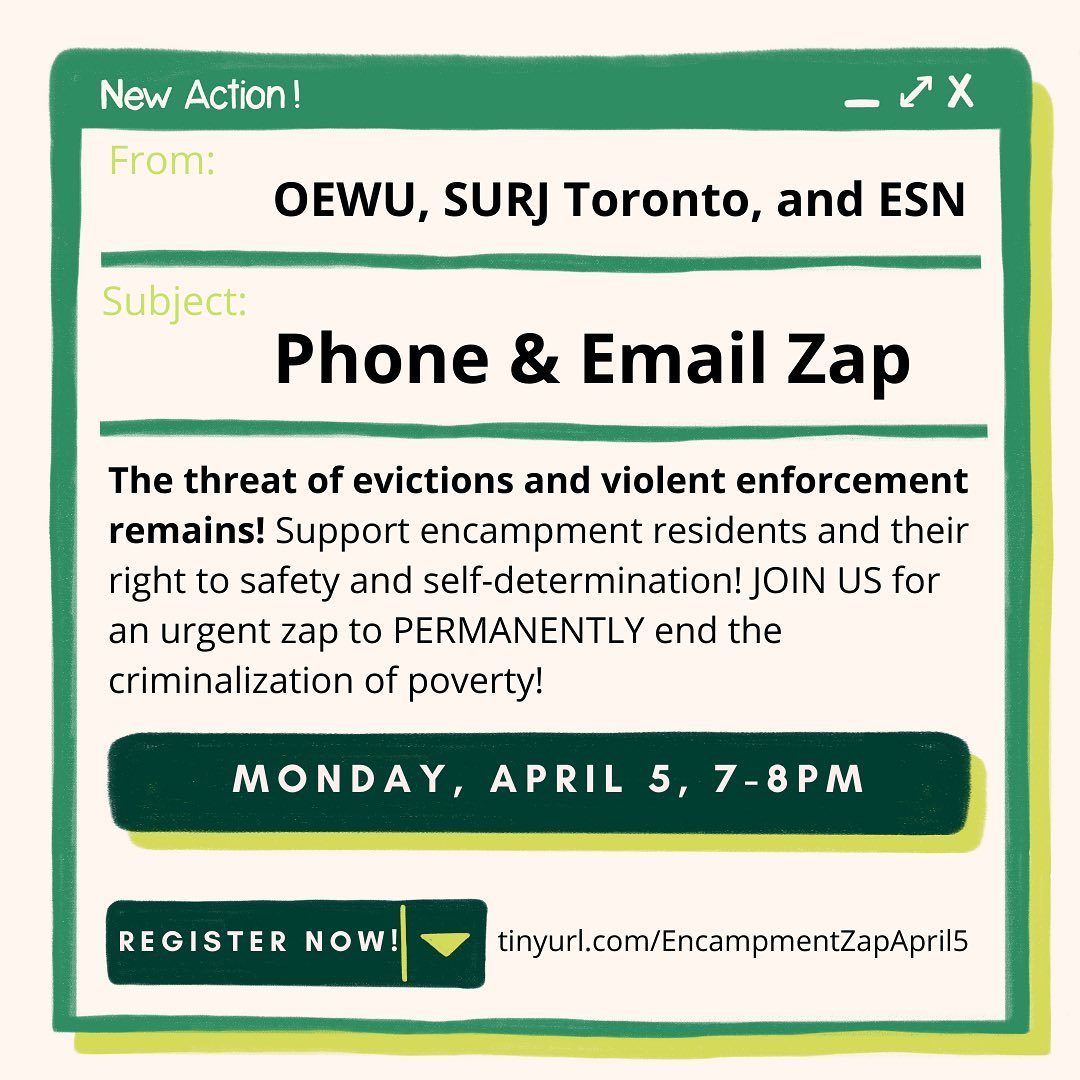 New Action!
From:
OEWU, SURJ Toronto, and ESN
Subject:
Phone & Email Zap
The threat of evictions and violent enforcement
remains! Support encampment residents and their
right to safety and self-determination! JOIN US for
an urgent zap to PERMANENTLY end the
criminalization of poverty!
MONDAY, APRIL 5, 7-8PM
REGISTER NOW!
tinyurl.com/EncampmentZapApril5